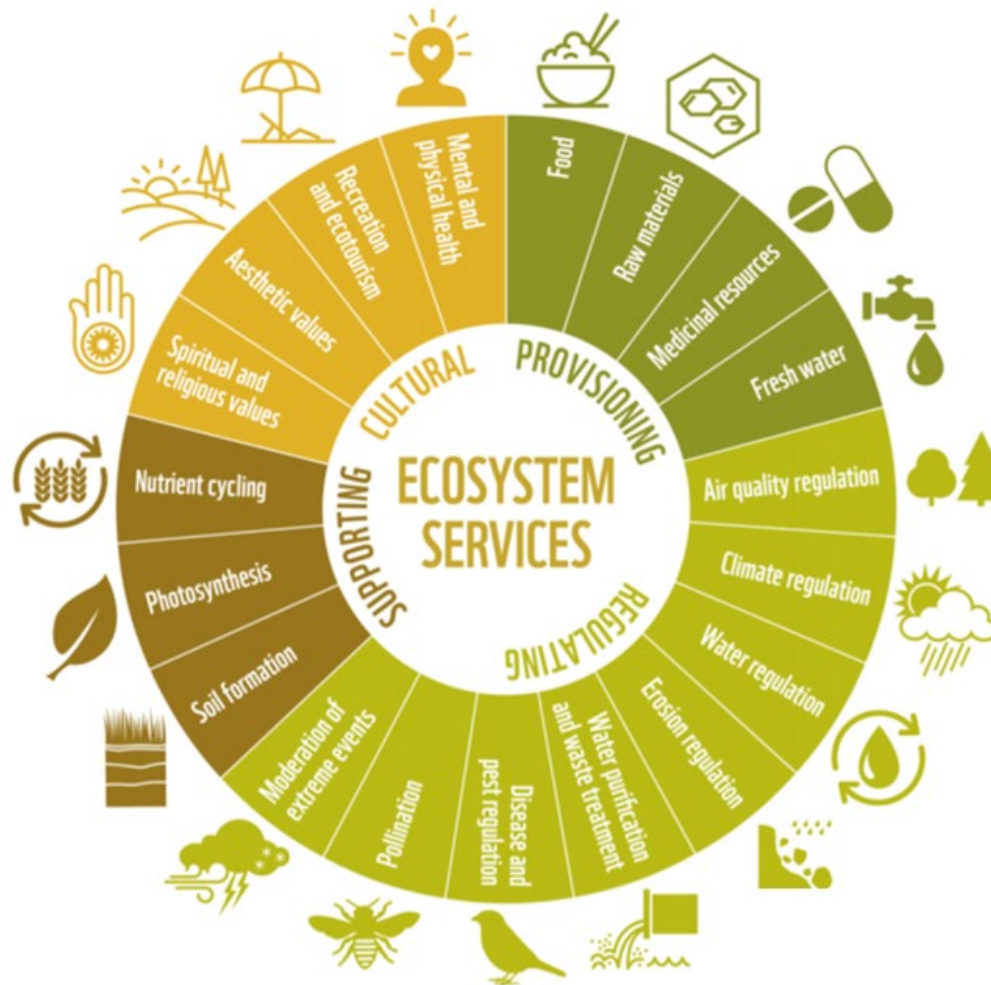 ECOSYSTEM
SERVICES
PROVISIONING
Food
Raw materials
Medicinal resources
Fresh water
REGULATING
Air quality regulation
Climate regulation
Water regulation
Erosion regulation
Water purification
and waste treatment
Disease and
pest regulation
Pollination
Moderation of
extreme events
SUPPORTING
Soil formation
Photosynthesis
Nutrient cycling
CULTURAL
Spiritual and
religious values
Aesthetic values
Recreation
and ecotourism
Mental and
physical health